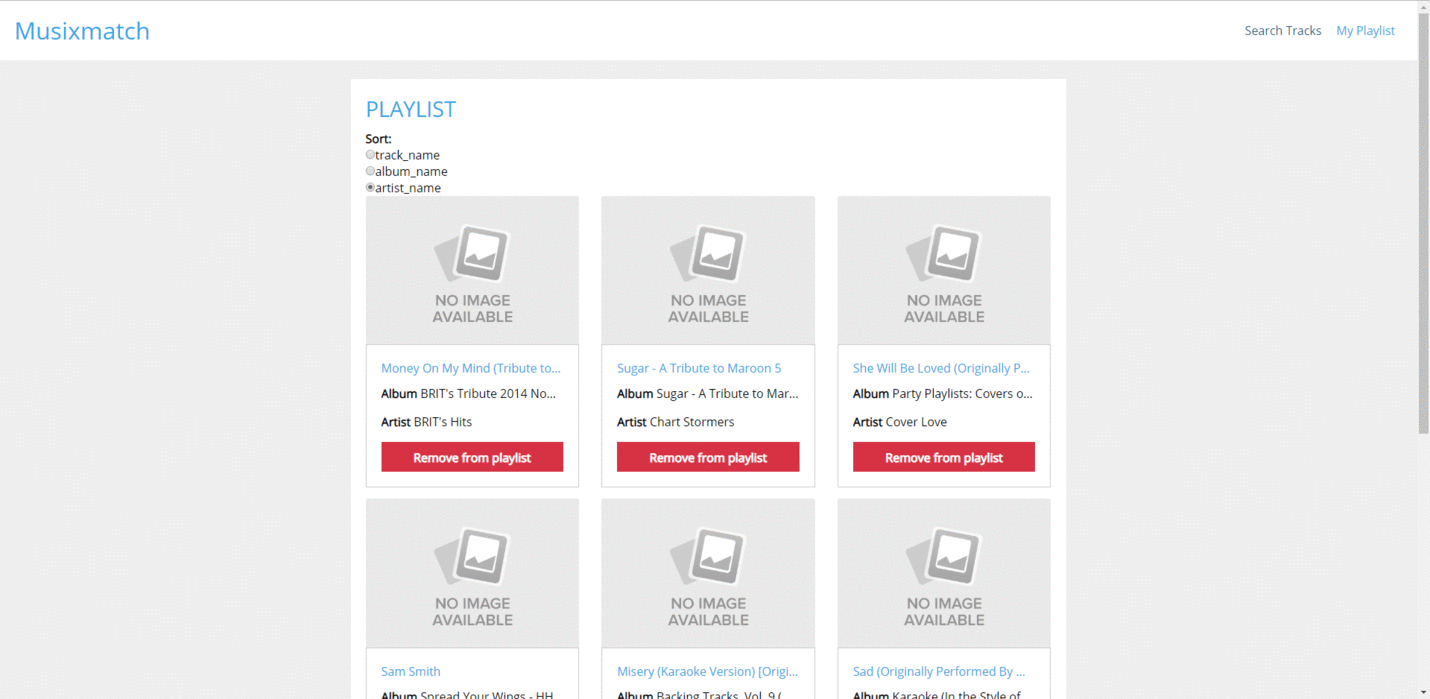 Musixmatch
Search Tracks My Playlist
PLAYLIST
Sort:
track_name
album_name
artist_name
NO IMAGE AVAILABLE
NO IMAGE AVAILABLE
NO IMAGE AVAILABLE
Money On My Mind (Tribute to...
Album BRIT's Tribute 2014 No...
Artist BRIT's Hits
Remove from playlist
Sugar - A Tribute to Maroon 5
Album Sugar - A Tribute to Mar...
Artist Chart Stormers
Remove from playlist
She Will Be Loved (Originally P...
Album Party Playlists: Covers o...
Artist Cover Love
Remove from playlist
NO IMAGE AVAILABLE
NO IMAGE AVAILABLE
NO IMAGE AVAILABLE
Sam Smith
Album Spread Your Wings - HH
Misery (Karaoke Version) [Origi...
Album Backing Tracks, Vol. 9 (
Sad (Originally Performed By ...
Album Karaoke (In the Style of